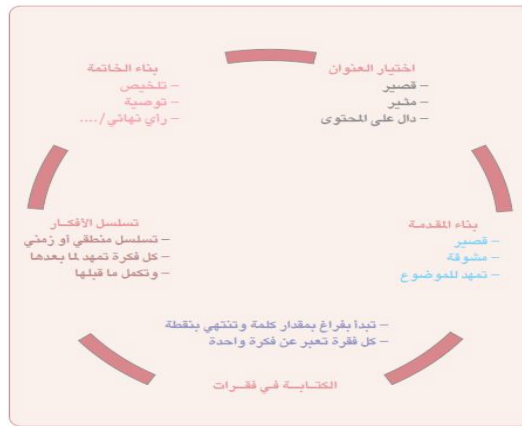 اختيار العنوان
– قصير
– مثير
– دال على المحتوى
بناء المقدمة
– قصير
– مشوقة
– تمهد للموضوع
– تبدأ بفراغ بمقدار كلمة وتنتهي بنقطة
– كل فقرة تعبر عن فكرة واحدة
الكتابة في فقرات
تسلسل الأفكار
– تسلسل منطقي أو زمني
– كل فكرة تمهد لما بعدها
– وتكمل ما قبلها
بناء الخاتمة
– تلخيص
– توصية
– رأي نهائي/....